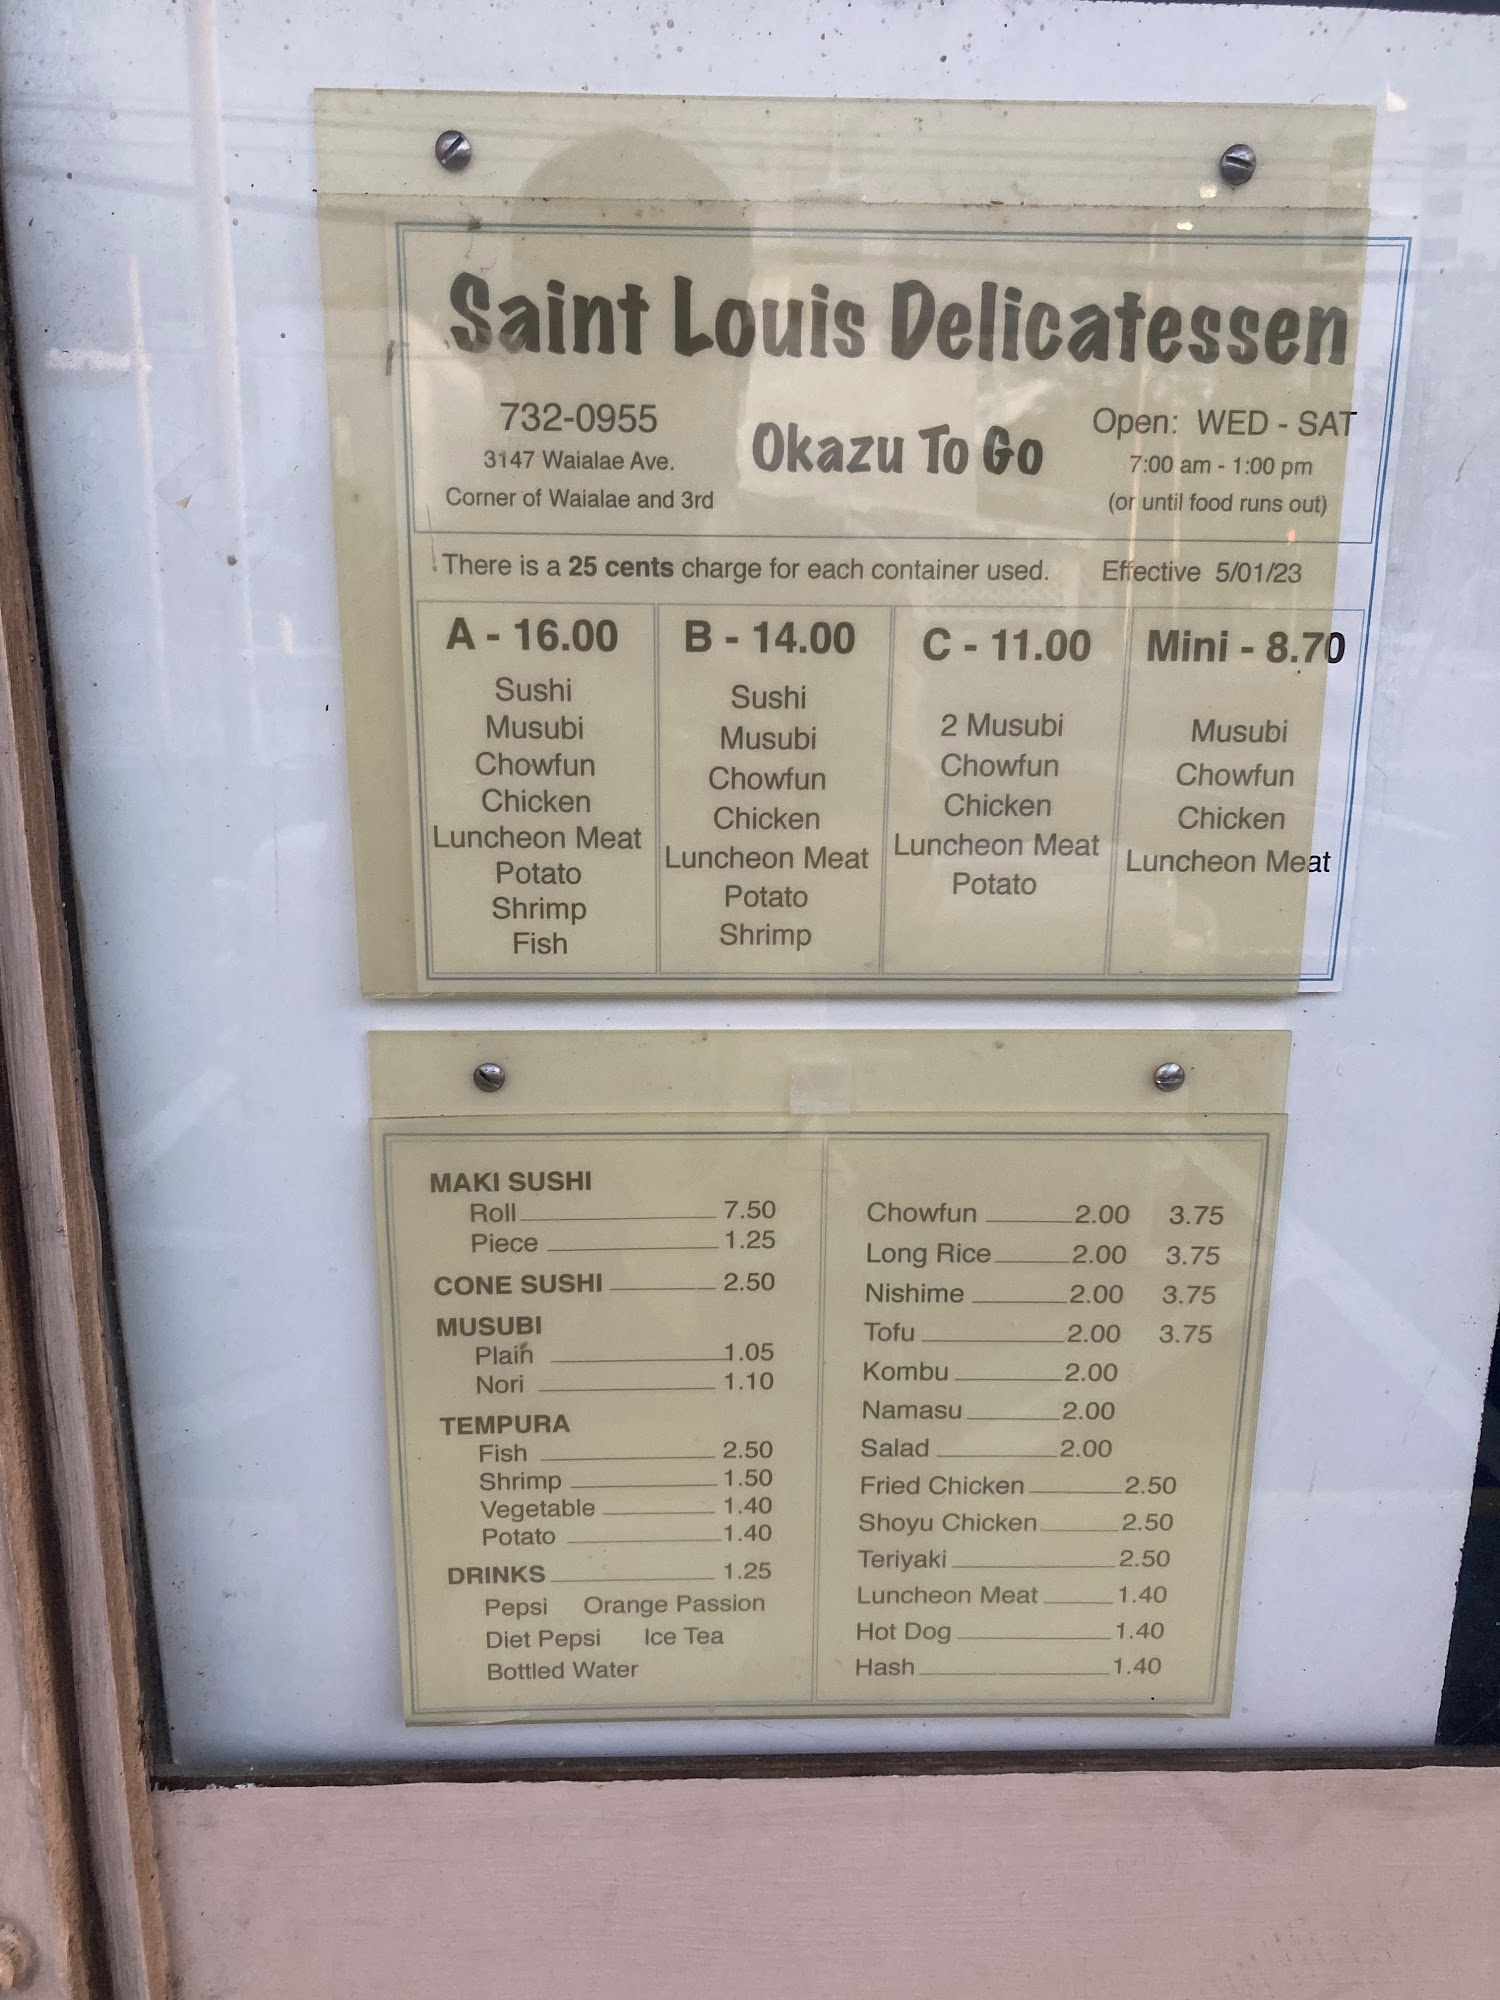 Saint Louis Delicatessen
732-0955
3147 Waialae Ave.
Corner of Waialae and 3rd
Okazu To Go
Open: WED - SAT
7:00 am - 1:00 pm
(or until food runs out)
There is a 25 cents charge for each container used. Effective 5/01/23
A - 16.00
Sushi
Musubi
Chowfun
Chicken
Luncheon Meat
Potato
Shrimp
Fish
B - 14.00
Sushi
Musubi
Chowfun
Chicken
Luncheon Meat
Potato
Shrimp
C - 11.00
2 Musubi
Chowfun
Chicken
Luncheon Meat
Potato
Mini - 8.70
Musubi
Chowfun
Chicken
Luncheon Meat
MAKI SUSHI
Roll 7.50
Piece 1.25
CONE SUSHI 2.50
MUSUBI
Plain 1.05
Nori 1.10
TEMPURA
Fish 2.50
Shrimp 1.50
Vegetable 1.40
Potato 1.40
DRINKS 1.25
Pepsi Orange Passion
Diet Pepsi Ice Tea
Bottled Water
Chowfun 2.00 3.75
Long Rice 2.00 3.75
Nishime 2.00 3.75
Tofu 2.00 3.75
Kombu 2.00
Namasu 2.00
Salad 2.00
Fried Chicken 2.50
Shoyu Chicken 2.50
Teriyaki 2.50
Luncheon Meat 1.40
Hot Dog 1.40
Hash 1.40